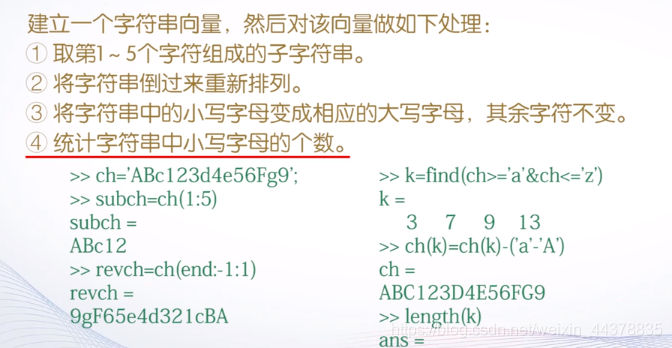 建立一个字符串向量，然后对该向量做如下处理：
① 取第1～5个字符组成的子字符串。
② 将字符串倒过来重新排列。
③ 将字符串中的小写字母变成相应的大写字母，其余字符不变。
④ 统计字符串中小写字母的个数。
>> ch='ABc123d4e56Fg9';
>> subch=ch(1:5)
subch =
ABc12
>> revch=ch(end:-1:1)
revch =
9gF65e4d321cBA
>> k=find(ch>='a'&ch<='z')
k =
3 7 9 13
>> ch(k)=ch(k)-('a'-'A')
ch =
ABC123D4E56FG9
>> length(k)
ans =
https://blog.csdn.net/weixin_44378835